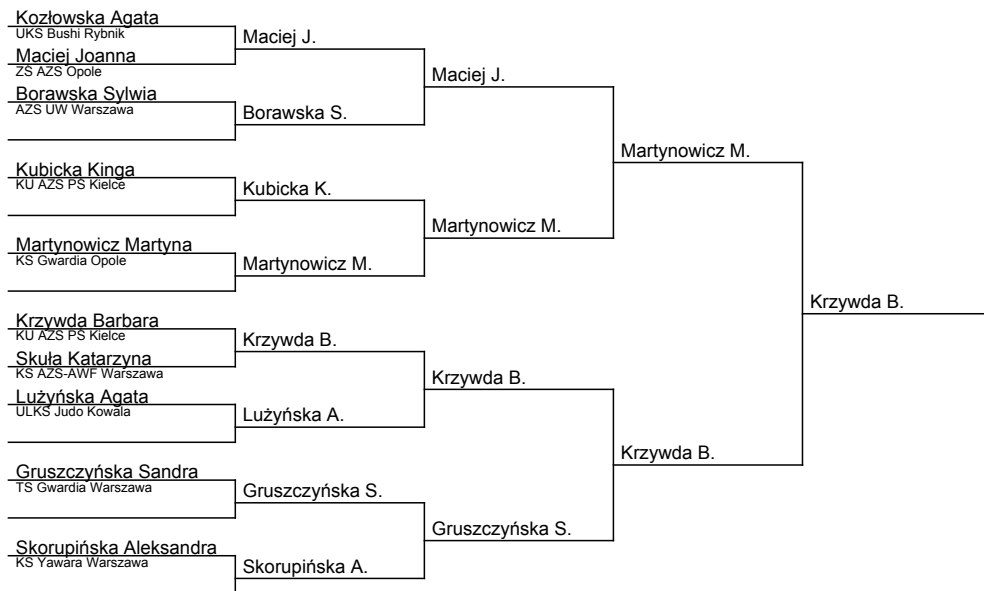 Kozłowska Agata
UKS Bushi Rybnik
Maciej Joanna
ZS AZS Opole
Borawska Sylwia
AZS UW Warszawa
Kubicka Kinga
KU AZS PŚ Kielce
Martynowicz Martyna
KS Gwardia Opole
Krzywda Barbara
KU AZS PŚ Kielce
Skuła Katarzyna
KS AZS-AWF Warszawa
Lużyńska Agata
ULKS Judo Kowala
Gruszczyńska Sandra
TS Gwardia Warszawa
Skorupińska Aleksandra
KS Yawara Warszawa
Maciej J.
Borawska S.
Kubicka K.
Martynowicz M.
Krzywda B.
Lużyńska A.
Gruszczyńska S.
Skorupińska A.
Maciej J.
Martynowicz M.
Krzywda B.
Gruszczyńska S.
Martynowicz M.
Krzywda B.
Krzywda B.